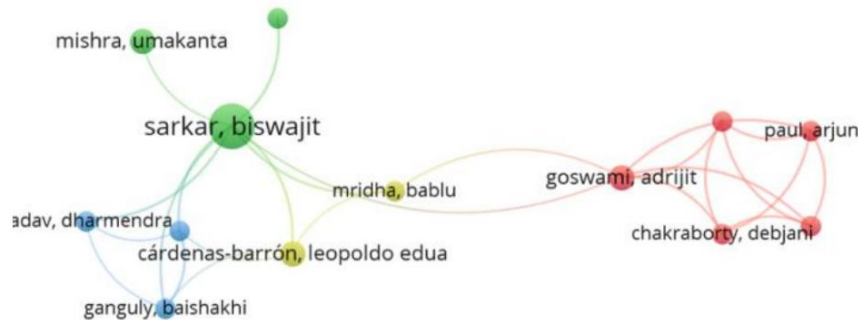 mishra, umakanta
sarkar, biswajit
paul, arjun
mridha, bablu
goswami, adrijit
adav, dharmendra
chakraborty, debjani
cárdenas-barrón, leopoldo edua
ganguly, baishakhi